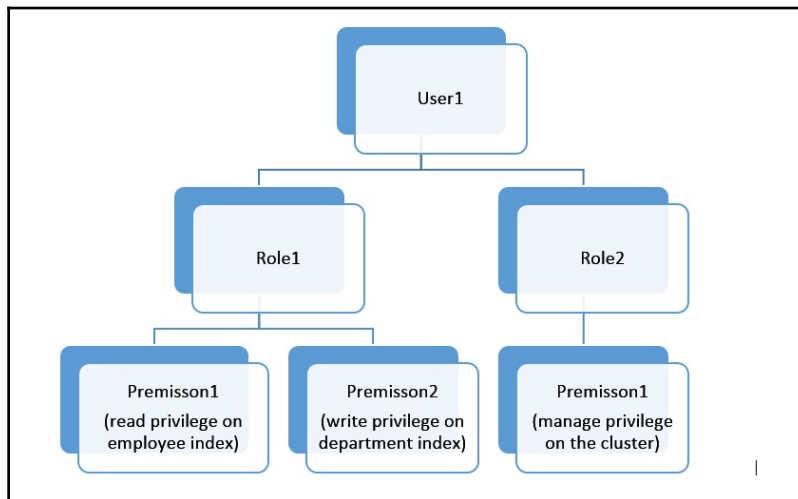 User1
Role1
Role2
Premisson1
(read privilege on
employee index)
Premisson2
(write privilege on
department index)
Premisson1
(manage privilege
on the cluster)